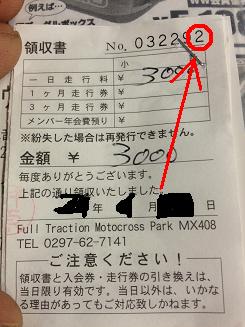 例えば…
領収書 No. 032292
小
一日走行料 ¥ 3000
1ヶ月走行券 ¥
3ヶ月走行券 ¥
メンバー年会費預り ¥
※紛失した場合は再発行できません。
金額 ¥ 3000
毎度ありがとうございます。
上記の通り領収いたしました
年 月
Full Traction Motocross Park MX408
TEL 0297-62-7141
ご注意ください!
領収書と入会券・走行券の引き換えは、
当日限り有効です。当日以外は、いかな
る理由があってもご対応致しかねます。